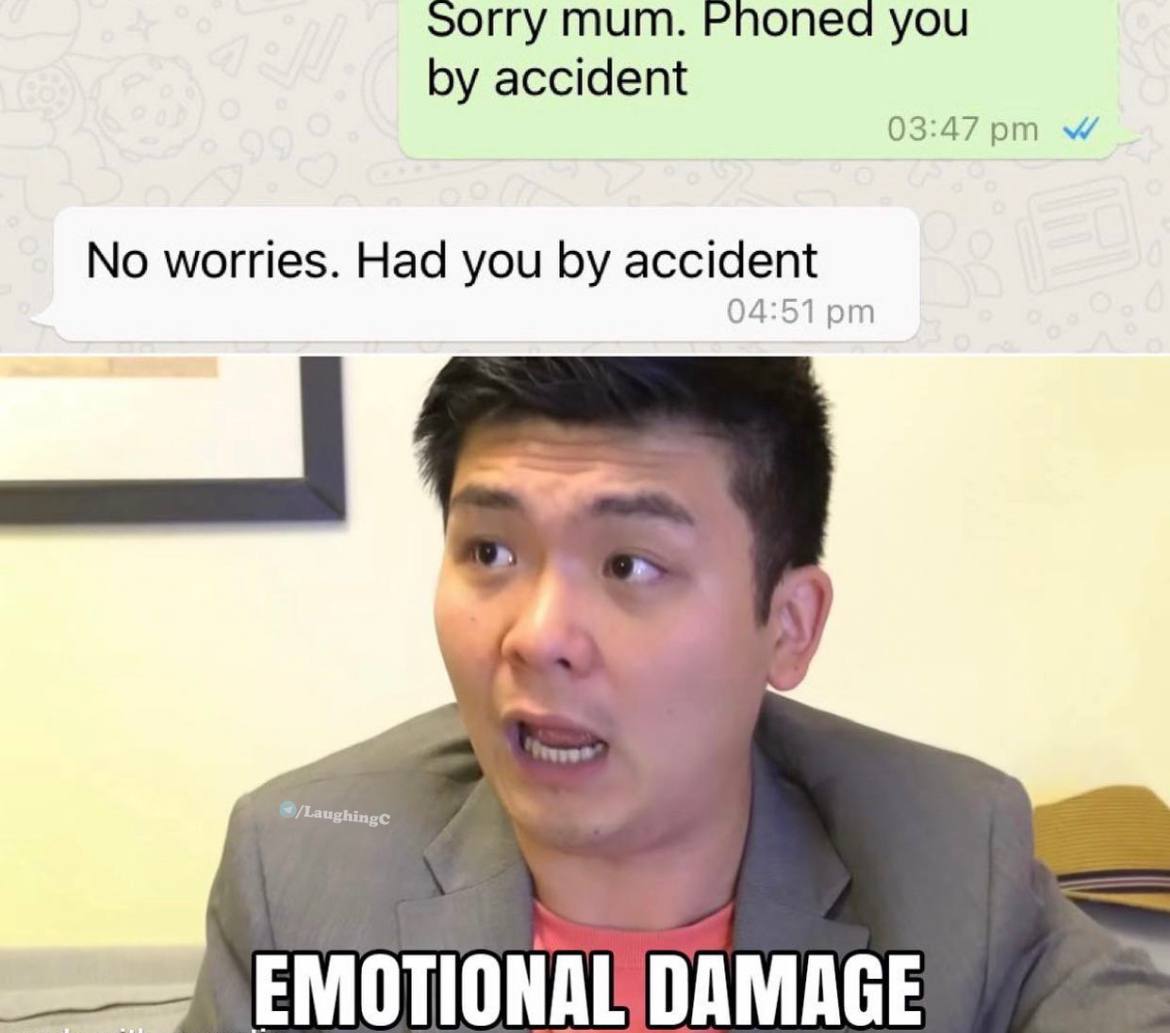 Sorry mum. Phoned you
by accident
03:47 pm
No worries. Had you by accident
04:51 pm
/LaughingC
EMOTIONAL DAMAGE